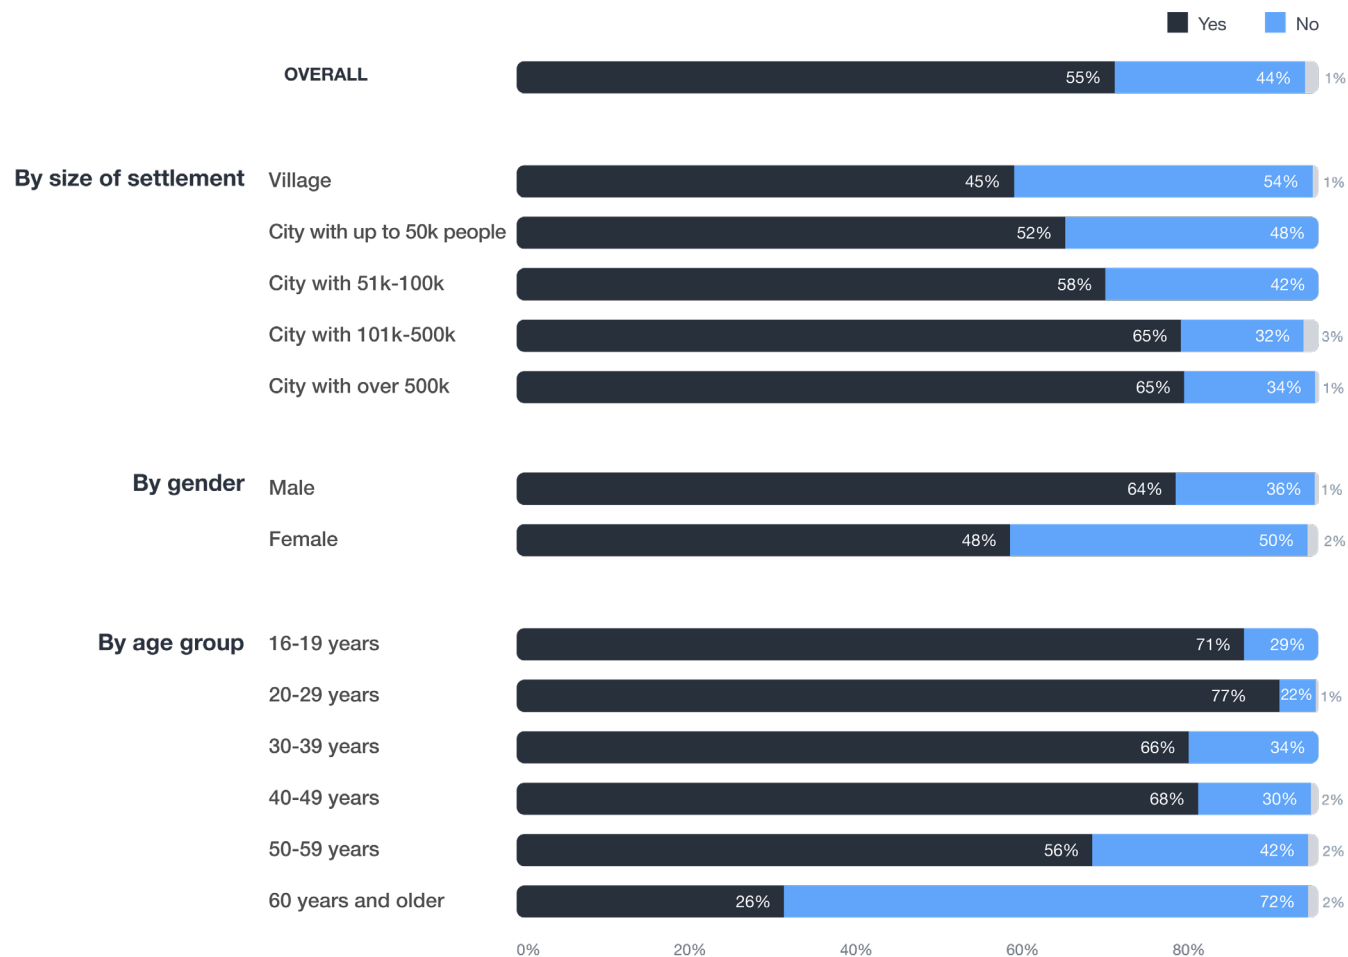 Yes No
OVERALL 55% 44% 1%
By size of settlement Village 45% 54% 1%
City with up to 50k people 52% 48%
City with 51k-100k 58% 42%
City with 101k-500k 65% 32% 3%
City with over 500k 65% 34% 1%
By gender Male 64% 36% 1%
Female 48% 50% 2%
By age group 16-19 years 71% 29%
20-29 years 77% 22% 1%
30-39 years 66% 34%
40-49 years 68% 30% 2%
50-59 years 56% 42% 2%
60 years and older 26% 72% 2%
0% 20% 40% 60% 80%